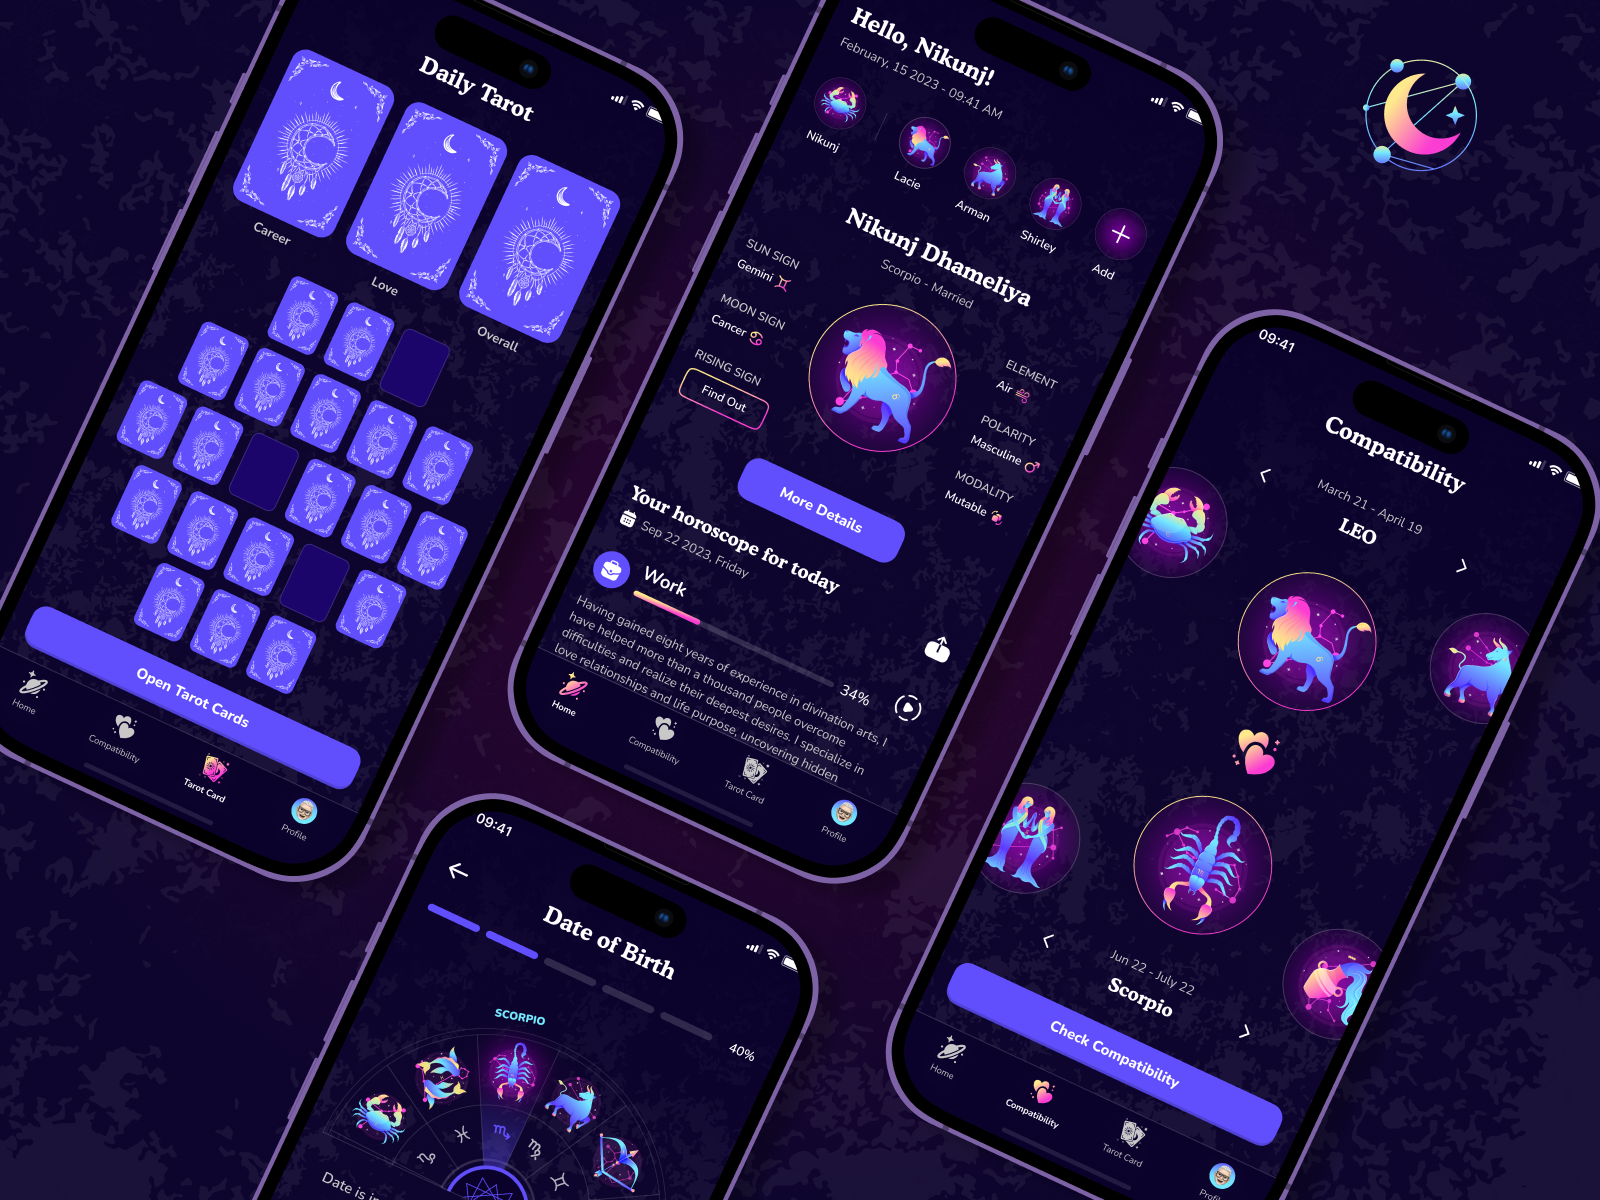 Daily Tarot
Career
Love
Overall
Open Tarot Cards
Home
Compatibility
Tarot Card
Profile
Hello, Nikunj!
February, 15 2023 - 09:41 AM
Nikunj
Lacie
Arman
Shirley
Add
Nikunj Dhameliya
Scorpio - Married
SUN SIGN
Gemini
MOON SIGN
Cancer
RISING SIGN
Find Out
ELEMENT
Air
POLARITY
Masculine
MODALITY
Mutable
More Details
Your horoscope for today
Sep 22 2023, Friday
Work
34%
Having gained eight years of experience in divination arts, I
have helped more than a thousand people overcome
difficulties and realize their deepest desires. I specialize in
love relationships and life purpose, uncovering hidden
Home
Compatibility
Tarot Card
Profile
09:41
Date of Birth
40%
SCORPIO
Date is
09:41
Compatibility
March 21 - April 19
LEO
Jun 22 - July 22
Scorpio
Check Compatibility
Home
Compatibility
Tarot Card